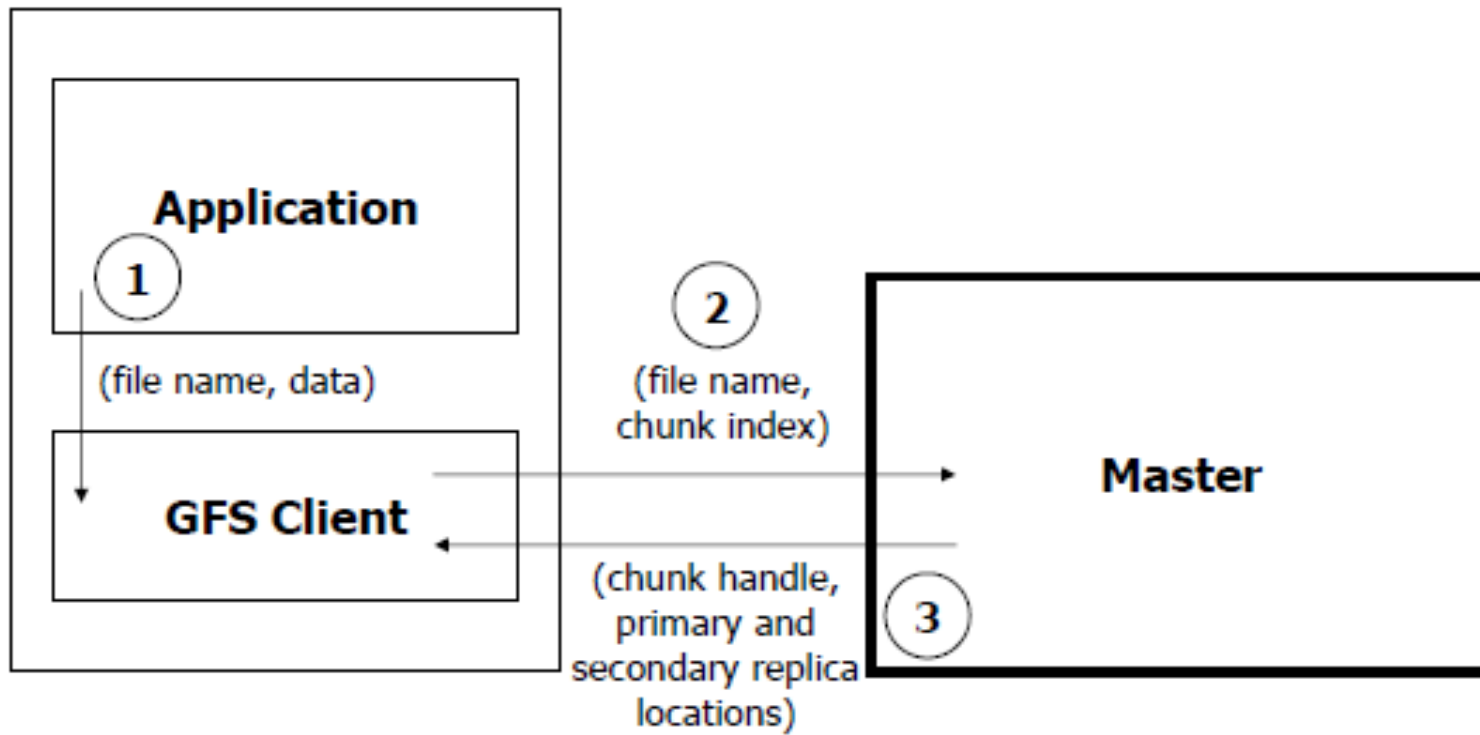 Application
1
(file name, data)
GFS Client
2
(file name,
chunk index)
Master
(chunk handle,
primary and
secondary replica
locations)
3